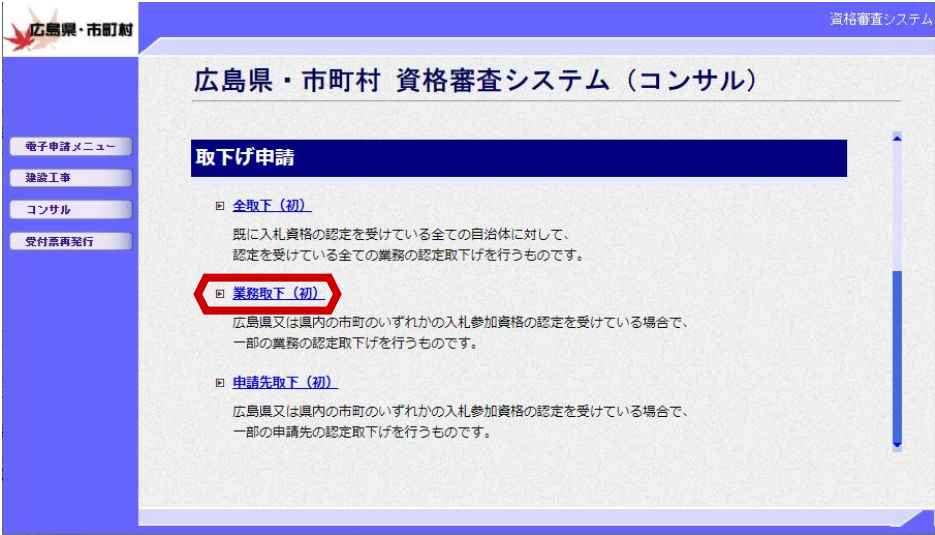 広島県・市町村
資格審査システム
広島県・市町村 資格審査システム（コンサル）
電子申請メニュー
建設工事
コンサル
受付票再発行
取下げ申請
全取下（初）
既に入札資格の認定を受けている全ての自治体に対して、
認定を受けている全ての業務の認定取下げを行うものです。
業務取下（初）
広島県又は県内の市町のいずれかの入札参加資格の認定を受けている場合で、
一部の業務の認定取下げを行うものです。
申請先取下（初）
広島県又は県内の市町のいずれかの入札参加資格の認定を受けている場合で、
一部の申請先の認定取下げを行うものです。